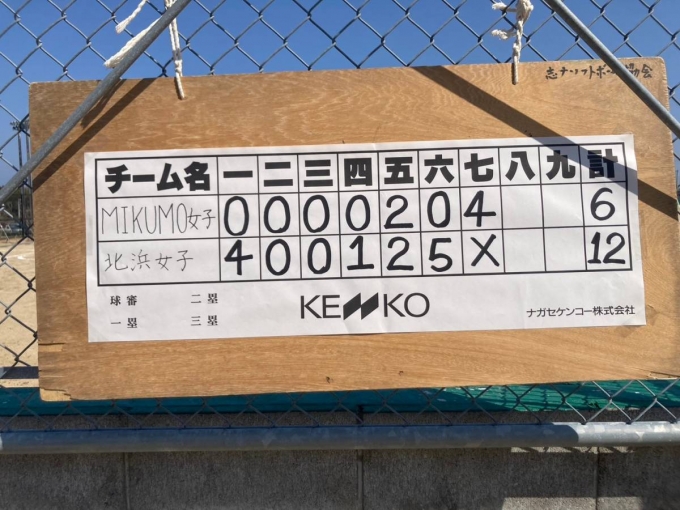 志ナソフトボール協会
チーム名 一 二 三 四 五 六 七 八 九 計
MIKUMO女子 0 0 0 0 2 0 4 6
北浜女子 4 0 0 1 2 5 X 12
球審 二塁
一塁 三塁
KENKO
ナガセケンコー株式会社